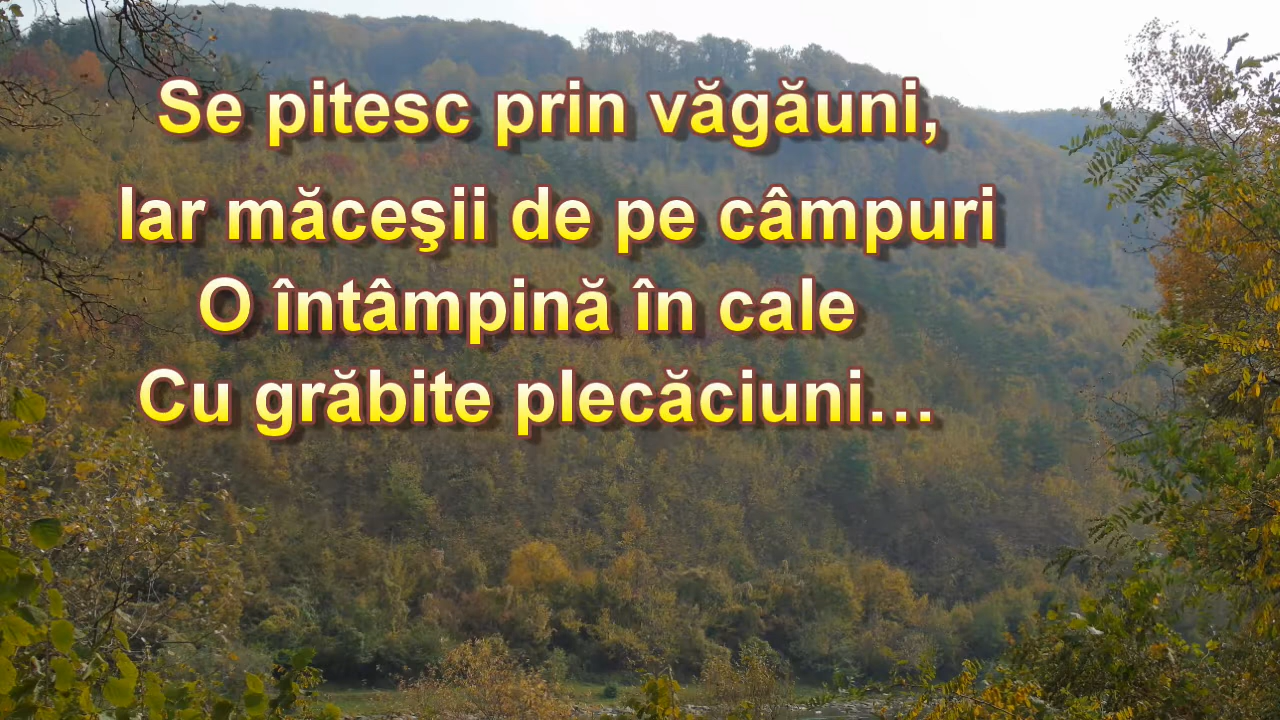 Se pitesc prin văgăuni,
Iar măceşii de pe câmpuri
O întâmpină în cale
Cu grăbite plecăciuni…